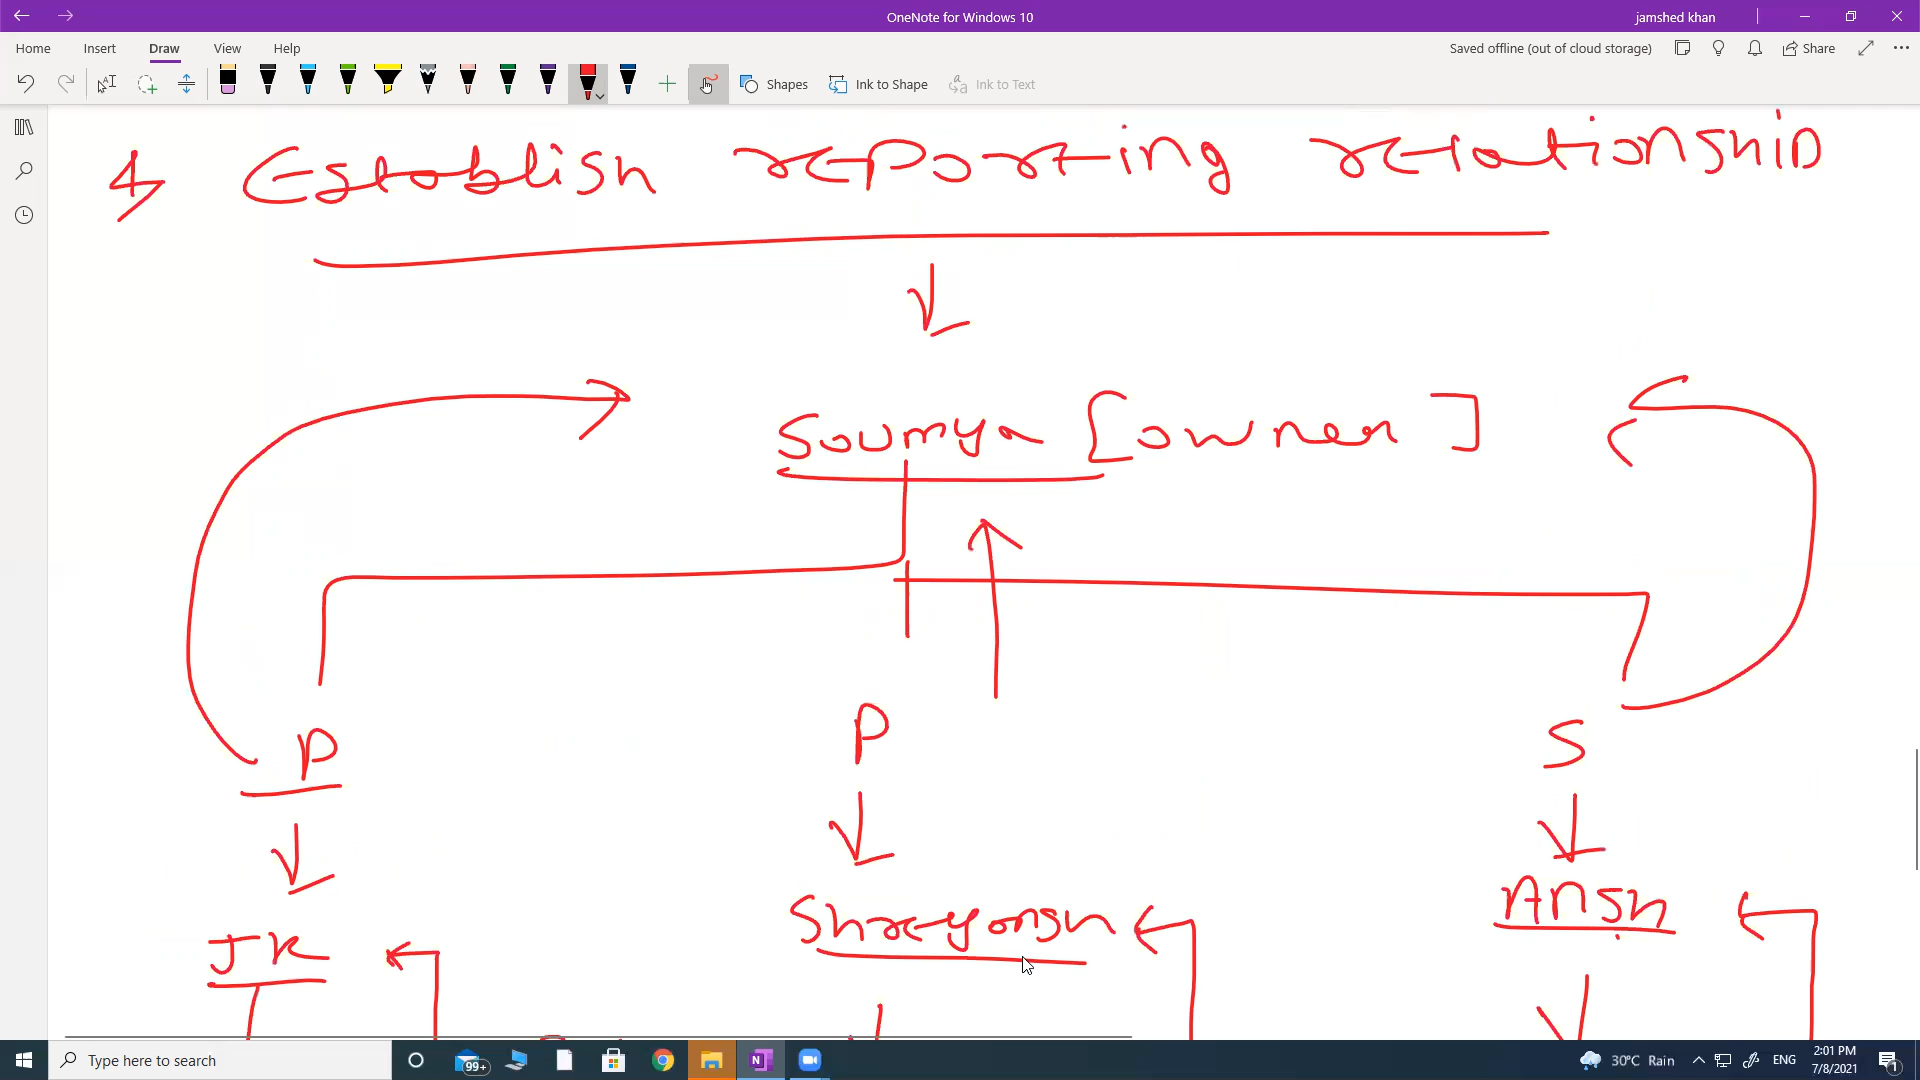 OneNote for Windows 10
jamshed khan
Home Insert Draw View Help
Saved offline (out of cloud storage)
Share
Shapes
Ink to Shape
Ink to Text
4 Establish reporting relationship
Soumya [owner]
P P S
JK Shreyansh Ansh
Type here to search
99+
30°C Rain
ENG
2:01 PM
7/8/2021
1